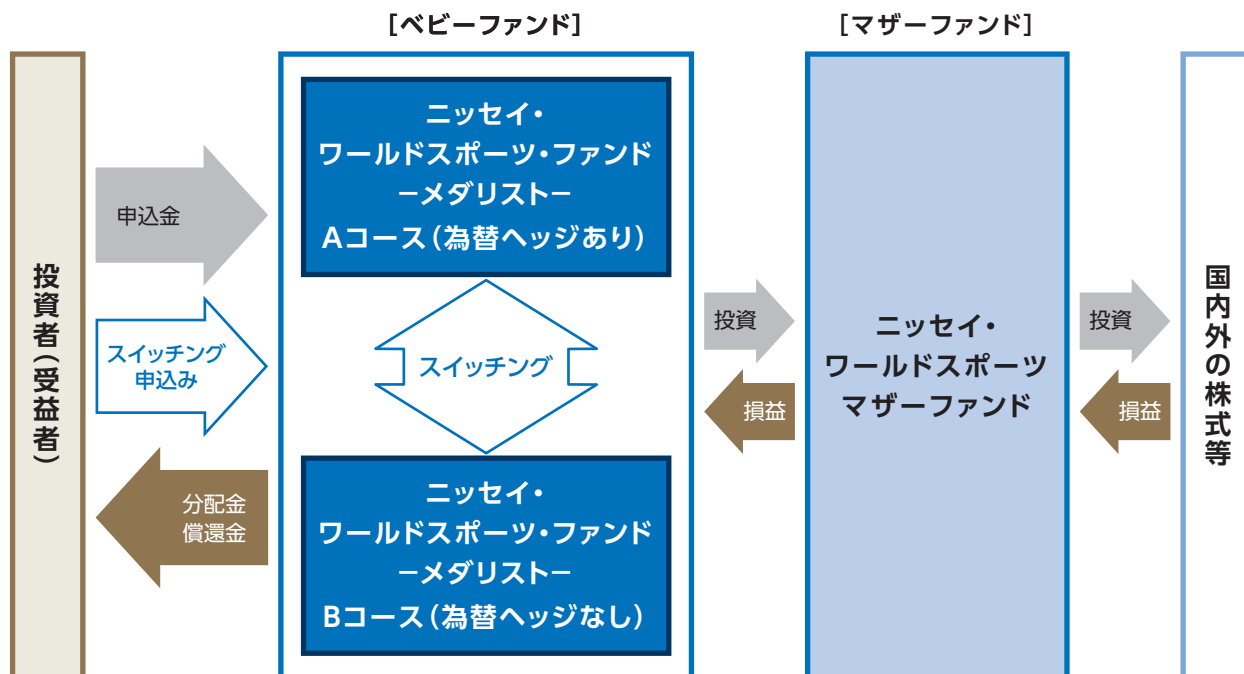 [ベビーファンド]
[マザーファンド]
投資者(受益者)
申込金
スイッチング
申込み
分配金
償還金
ニッセイ・
ワールドスポーツ・ファンド
−メダリスト−
Aコース(為替ヘッジあり)
スイッチング
ニッセイ・
ワールドスポーツ・ファンド
−メダリスト−
Bコース(為替ヘッジなし)
投資
損益
ニッセイ・
ワールドスポーツ
マザーファンド
投資
損益
国内外の株式等